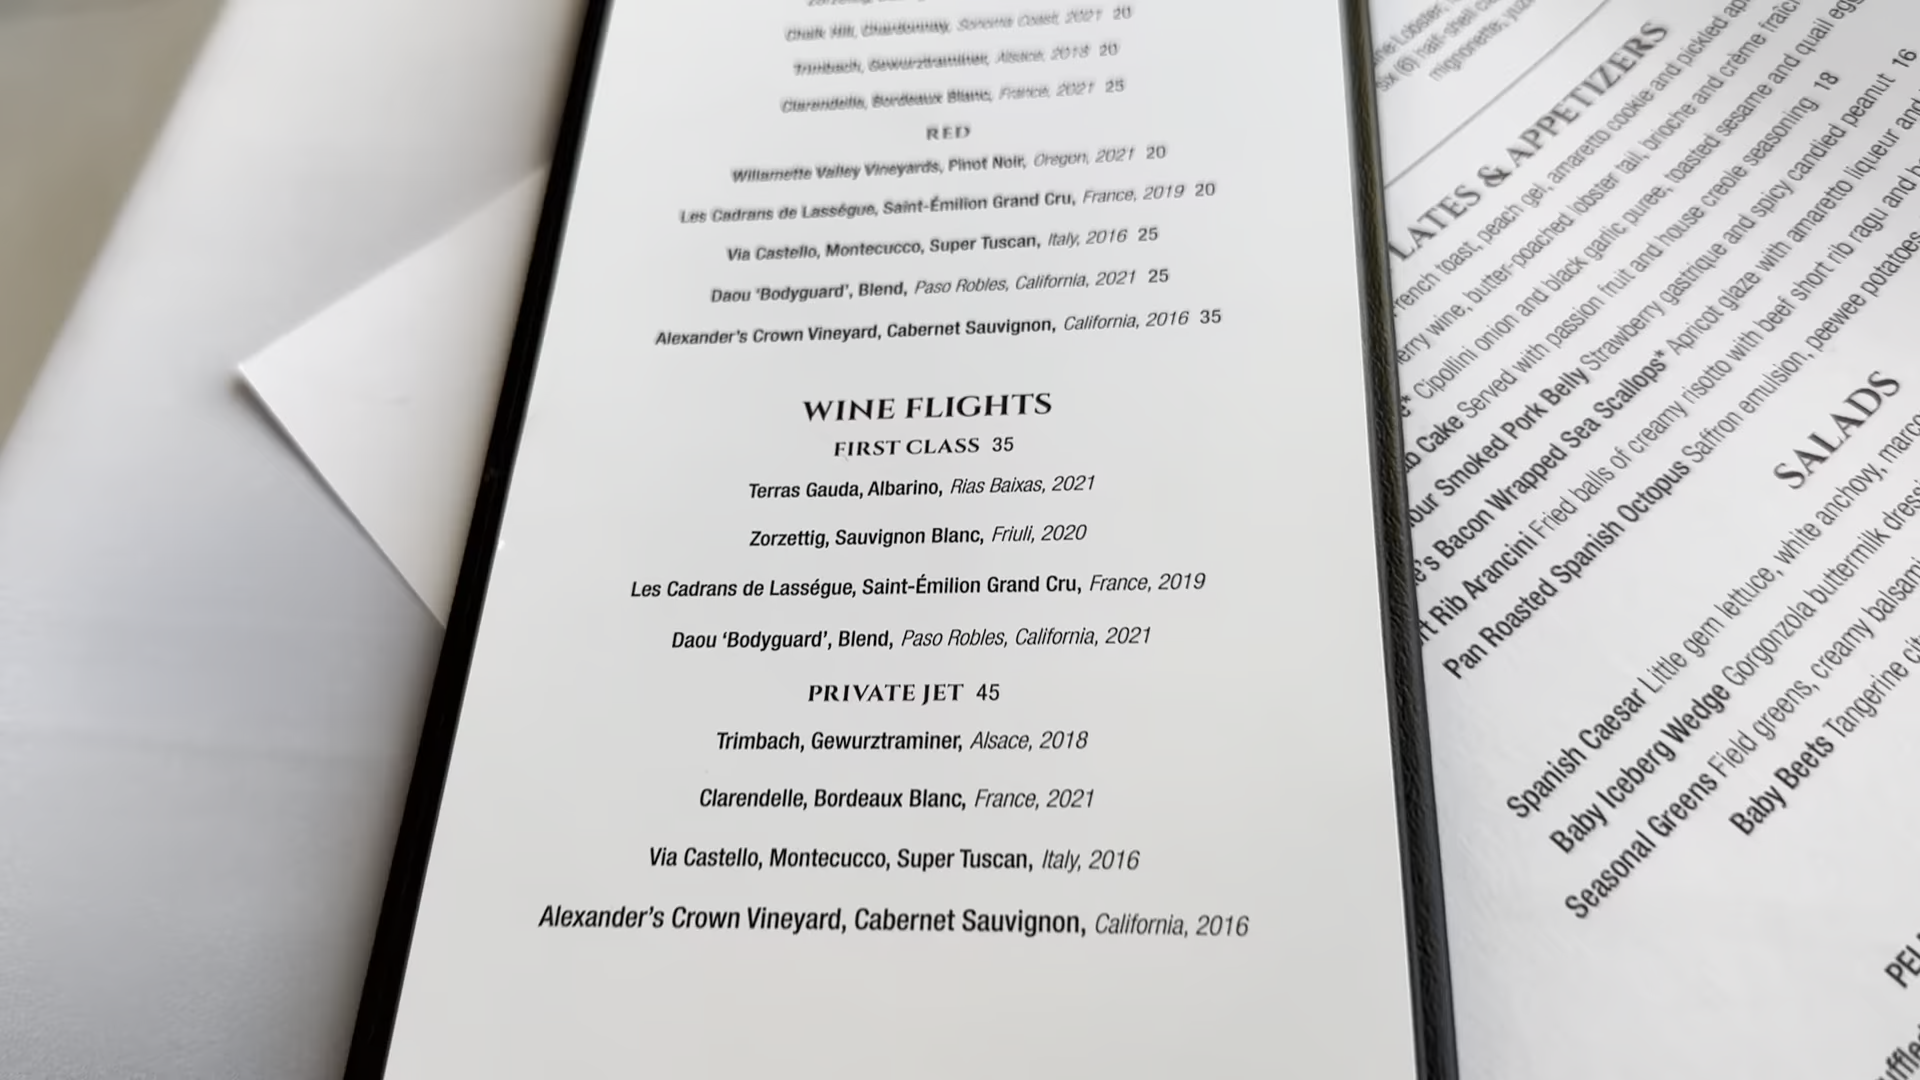 Chalk Hill, Chardonnay, Sonoma Coast, 2021 20
Trimbach, Gewurztraminer, Alsace, 2018 20
Clarendelle, Bordeaux Blanc, France, 2021 25
RED
Willamette Valley Vineyards, Pinot Noir, Oregon, 2021 20
Les Cadrans de Lasségue, Saint-Émilion Grand Cru, France, 2019 20
Via Castello, Montecucco, Super Tuscan, Italy, 2016 25
Daou ‘Bodyguard’, Blend, Paso Robles, California, 2021 25
Alexander’s Crown Vineyard, Cabernet Sauvignon, California, 2016 35
WINE FLIGHTS
FIRST CLASS 35
Terras Gauda, Albarino, Rias Baixas, 2021
Zorzettig, Sauvignon Blanc, Friuli, 2020
Les Cadrans de Lasségue, Saint-Émilion Grand Cru, France, 2019
Daou ‘Bodyguard’, Blend, Paso Robles, California, 2021
PRIVATE JET 45
Trimbach, Gewurztraminer, Alsace, 2018
Clarendelle, Bordeaux Blanc, France, 2021
Via Castello, Montecucco, Super Tuscan, Italy, 2016
Alexander’s Crown Vineyard, Cabernet Sauvignon, California, 2016
six (6) half-shell
mignonette,
LATES & APPETIZERS
toast, peach gel, amaretto cookie and pickled
wine, butter-poached lobster tail, brioche and crème
Cipollini onion and black garlic puree, toasted sesame and quail
Cake Served with passion fruit and house creole seasoning 18
our Smoked Pork Belly Strawberry gastrique and spicy candied peanut 16
Bacon Wrapped Sea Scallops* Apricot glaze with amaretto liqueur and
Rib Arancini Fried balls of creamy risotto with beef short rib ragu and
Pan Roasted Spanish Octopus Saffron emulsion, peewee potatoes
SALADS
Spanish Caesar Little gem lettuce, white anchovy,
Baby Iceberg Wedge Gorgonzola buttermilk
Seasonal Greens Field greens, creamy
Baby Beets Tangerine